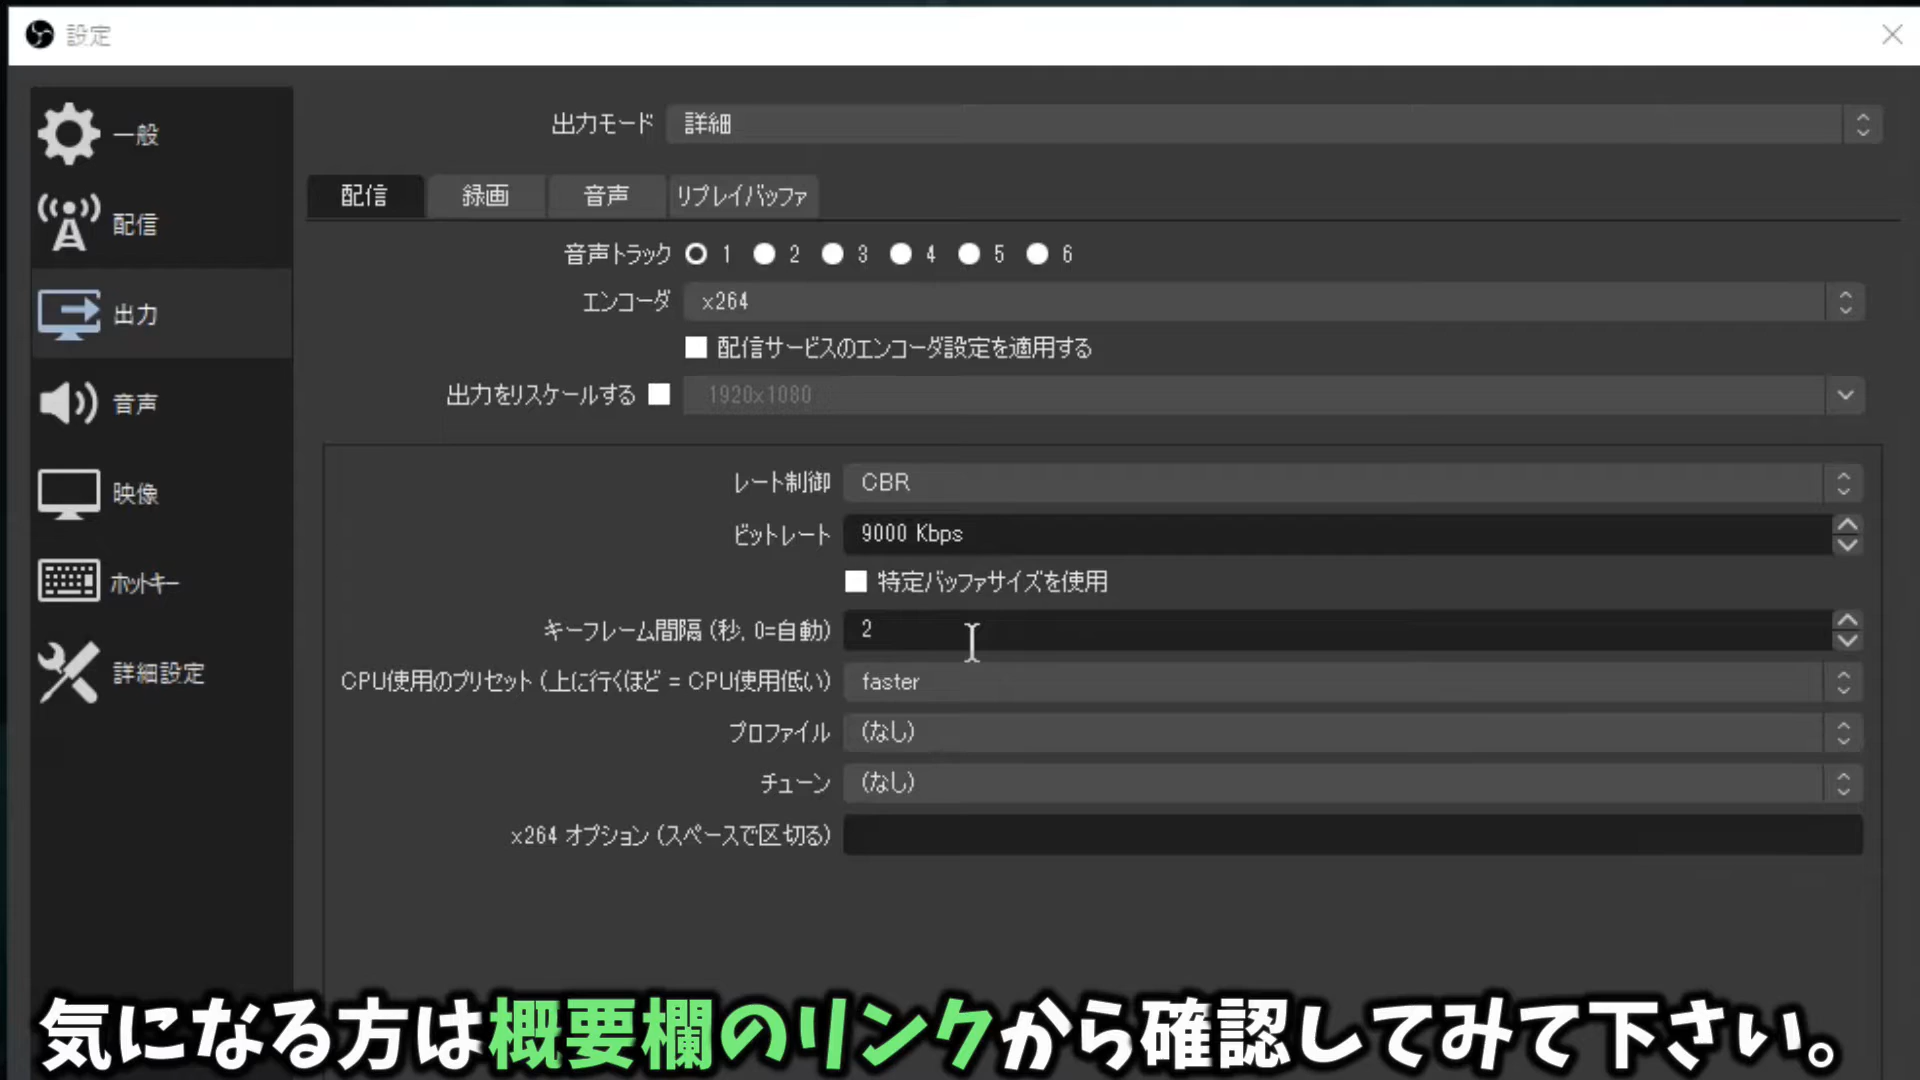 設定
一般
配信
出力
音声
映像
ホットキー
詳細設定
出力モード 詳細
配信 録画 音声 リプレイバッファ
音声トラック 1 2 3 4 5 6
エンコーダ x264
配信サービスのエンコーダ設定を適用する
出力をリスケールする 1920x1080
レート制御 CBR
ビットレート 9000 Kbps
特定バッファサイズを使用
キーフレーム間隔 (秒, 0=自動) 2
CPU使用のプリセット (上に行くほど = CPU使用低い) faster
プロファイル (なし)
チューン (なし)
x264 オプション (スペースで区切る)
気になる方は概要欄のリンクから確認してみて下さい。